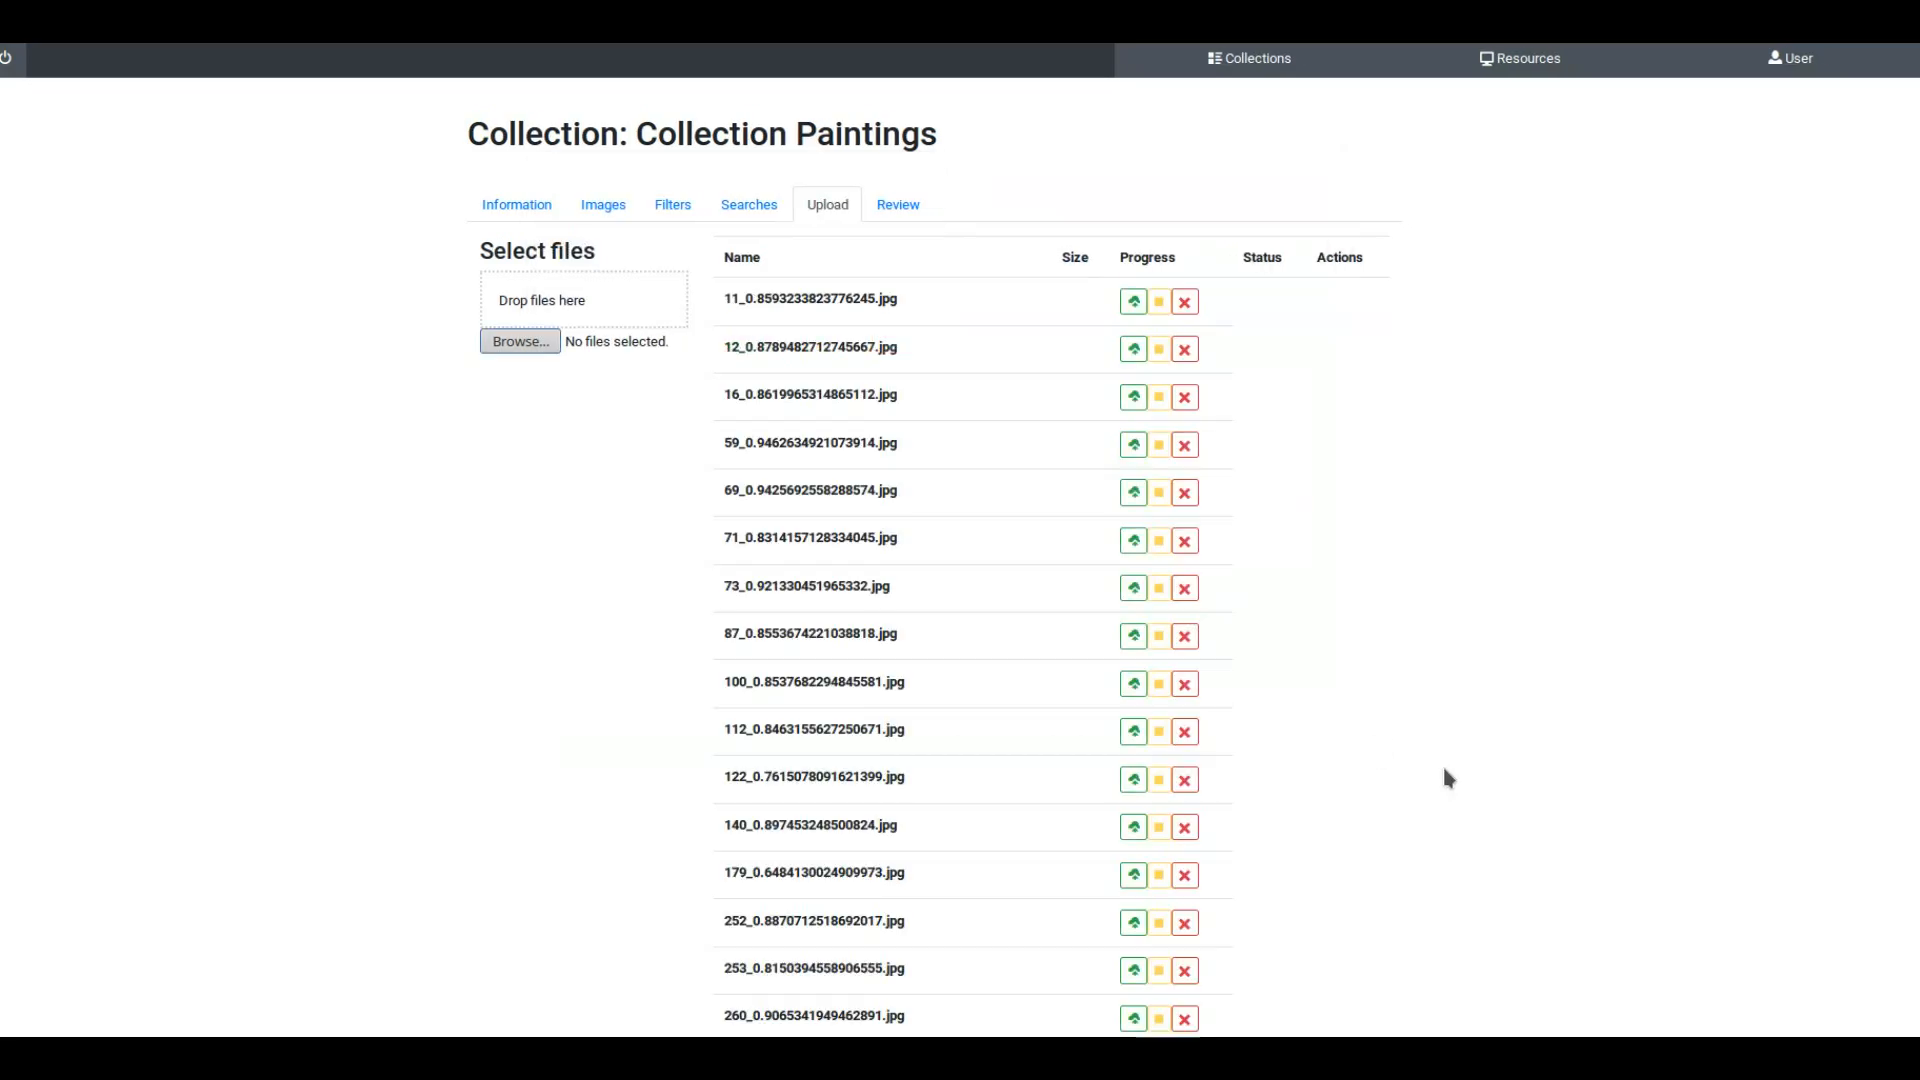 Collections Resources User
Collection: Collection Paintings
Information Images Filters Searches Upload Review
Select files
Drop files here
Browse... No files selected.
Name Size Progress Status Actions
11_0.8593233823776245.jpg
12_0.8789482712745667.jpg
16_0.8619965314865112.jpg
59_0.9462634921073914.jpg
69_0.9425692558288574.jpg
71_0.8314157128334045.jpg
73_0.921330451965332.jpg
87_0.8553674221038818.jpg
100_0.8537682294845581.jpg
112_0.8463155627250671.jpg
122_0.7615078091621399.jpg
140_0.897453248500824.jpg
179_0.6484130024909973.jpg
252_0.8870712518692017.jpg
253_0.8150394558906555.jpg
260_0.9065341949462891.jpg